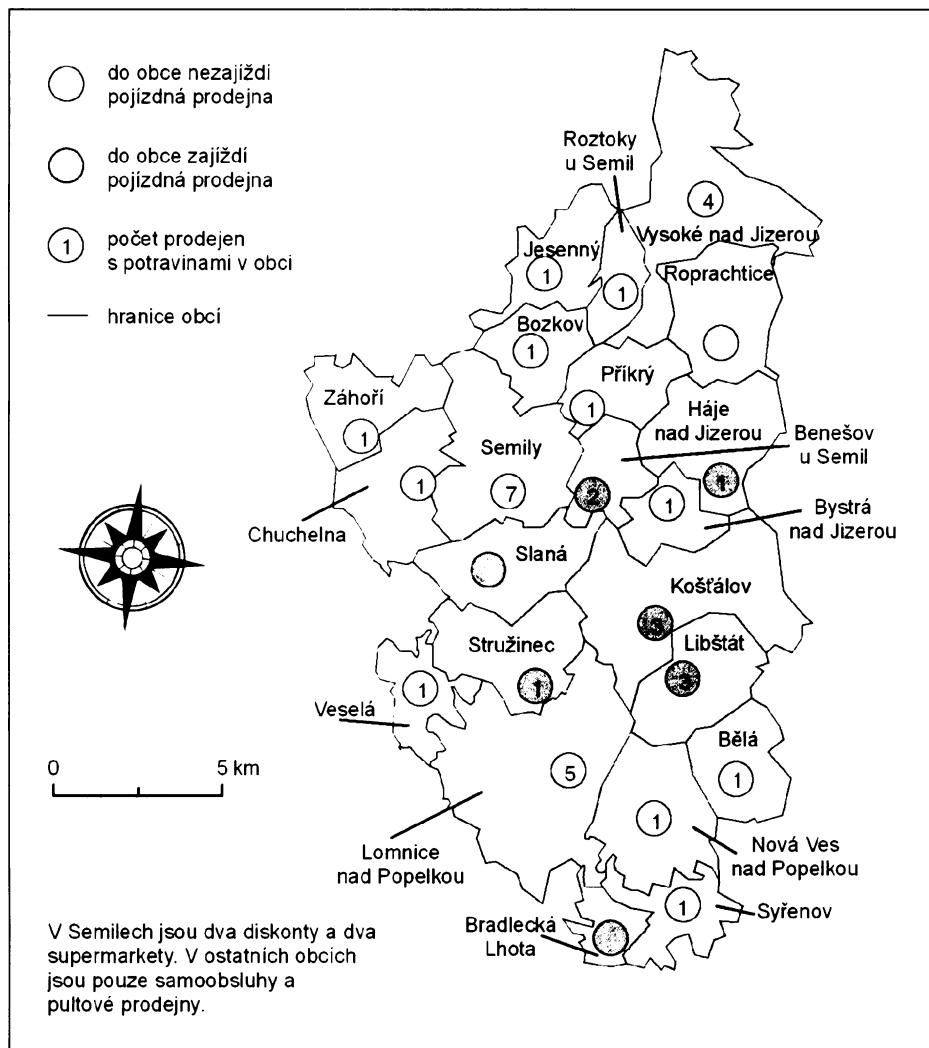 do obce nezajíždí
pojízdná prodejna
do obce zajíždí
pojízdná prodejna
1
počet prodejen
s potravinami v obci
hranice obcí
Roztoky
u Semil
4
Vysoké nad Jizerou
Jesenný
1
1
Roprachtice
Bozkov
1
Příkrý
1
Záhoří
1
Háje
nad Jizerou
1
Benešov
u Semil
2
Semily
7
1
Chuchelna
1
Bystrá
nad Jizerou
Slaná
Košťálov
Stružinec
1
Libštát
3
1
Veselá
Bělá
1
0
5 km
5
1
Lomnice
nad Popelkou
Nová Ves
nad Popelkou
1
Syřenov
Bradlecká
Lhota
V Semilech jsou dva diskonty a dva
supermarkety. V ostatních obcích
jsou pouze samoobsluhy a
pultové prodejny.